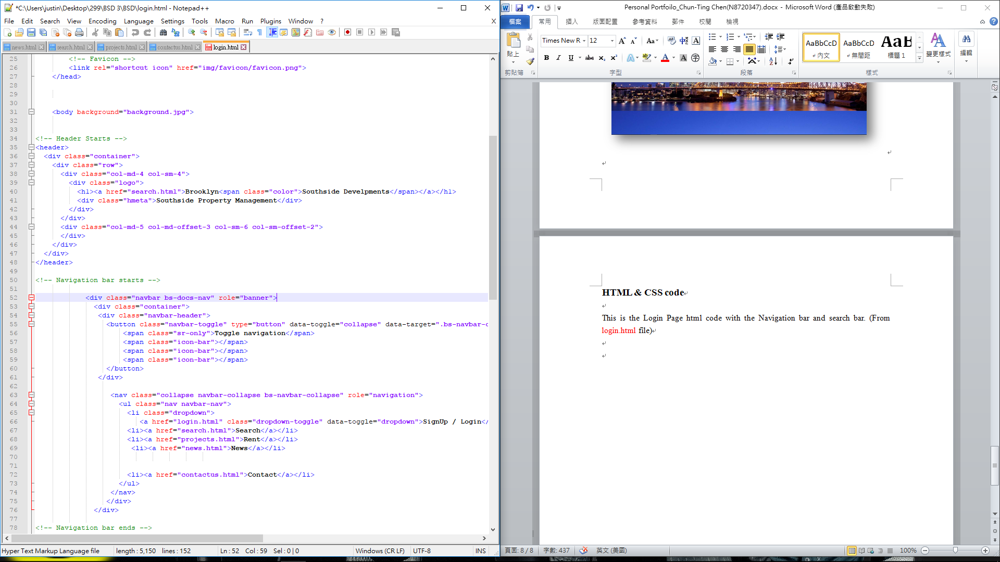 *C:\Users\justin\Desktop\299\BSD 3\BSD\login.html - Notepad++
File Edit Search View Encoding Language Settings Tools Macro Run Plugins Window ? X
news.html search.html projects.html contactus.html login.html
25 <!-- Favicon -->
26 <link rel="shortcut icon" href="img/favicon/favicon.png">
27 </head>
28
29
30
31 <body background="background.jpg">
32
33
34 <!-- Header Starts -->
35 <header>
36 <div class="container">
37 <div class="row">
38 <div class="col-md-4 col-sm-4">
39 <div class="logo">
40 <h1><a href="search.html">Brooklyn<span class="color">Southside Develpments</span></a></h1>
41 <div class="hmeta">Southside Property Management</div>
42 </div>
43 </div>
44 <div class="col-md-5 col-md-offset-3 col-sm-6 col-sm-offset-2">
45 </div>
46 </div>
47 </div>
48 </header>
49
50 <!-- Navigation bar starts -->
51
52 <div class="navbar bs-docs-nav" role="banner">
53 <div class="container">
54 <div class="navbar-header">
55 <button class="navbar-toggle" type="button" data-toggle="collapse" data-target=".bs-navbar-c
56 <span class="sr-only">Toggle navigation</span>
57 <span class="icon-bar"></span>
58 <span class="icon-bar"></span>
59 <span class="icon-bar"></span>
60 </button>
61 </div>
62
63 <nav class="collapse navbar-collapse bs-navbar-collapse" role="navigation">
64 <ul class="nav navbar-nav">
65 <li class="dropdown">
66 <a href="login.html" class="dropdown-toggle" data-toggle="dropdown">SignUp / Login</
67 <li><a href="search.html">Search</a></li>
68 <li><a href="projects.html">Rent</a></li>
69 <li><a href="news.html">News</a></li>
70
71
72 <li><a href="contactus.html">Contact</a></li>
73 </ul>
74 </nav>
75 </div>
76 </div>
77
78 <!-- Navigation bar ends -->
Hyper Text Markup Language file length : 5,150 lines : 152 Ln : 52 Col : 59 Sel : 0 | 0 Windows (CR LF) UTF-8 INS
Personal Portfoilo_Chun-Ting Chen(N8720347).docx - Microsoft Word (產品啟動失敗)
檔案 常用 插入 版面配置 參考資料 郵件 校閱 檢視
貼上
剪貼簿
Times New R 12
B I U abc x₂ x² A A A 字
字型
段落
AaBbCcD 內文
AaBbCcD 無間距
AaB 標題 1
變更樣式
樣式
編輯
HTML & CSS code
This is the Login Page html code with the Navigation bar and search bar. (From
login.html file)
頁面: 8 / 8 字數: 437 英文 (美國) 100%